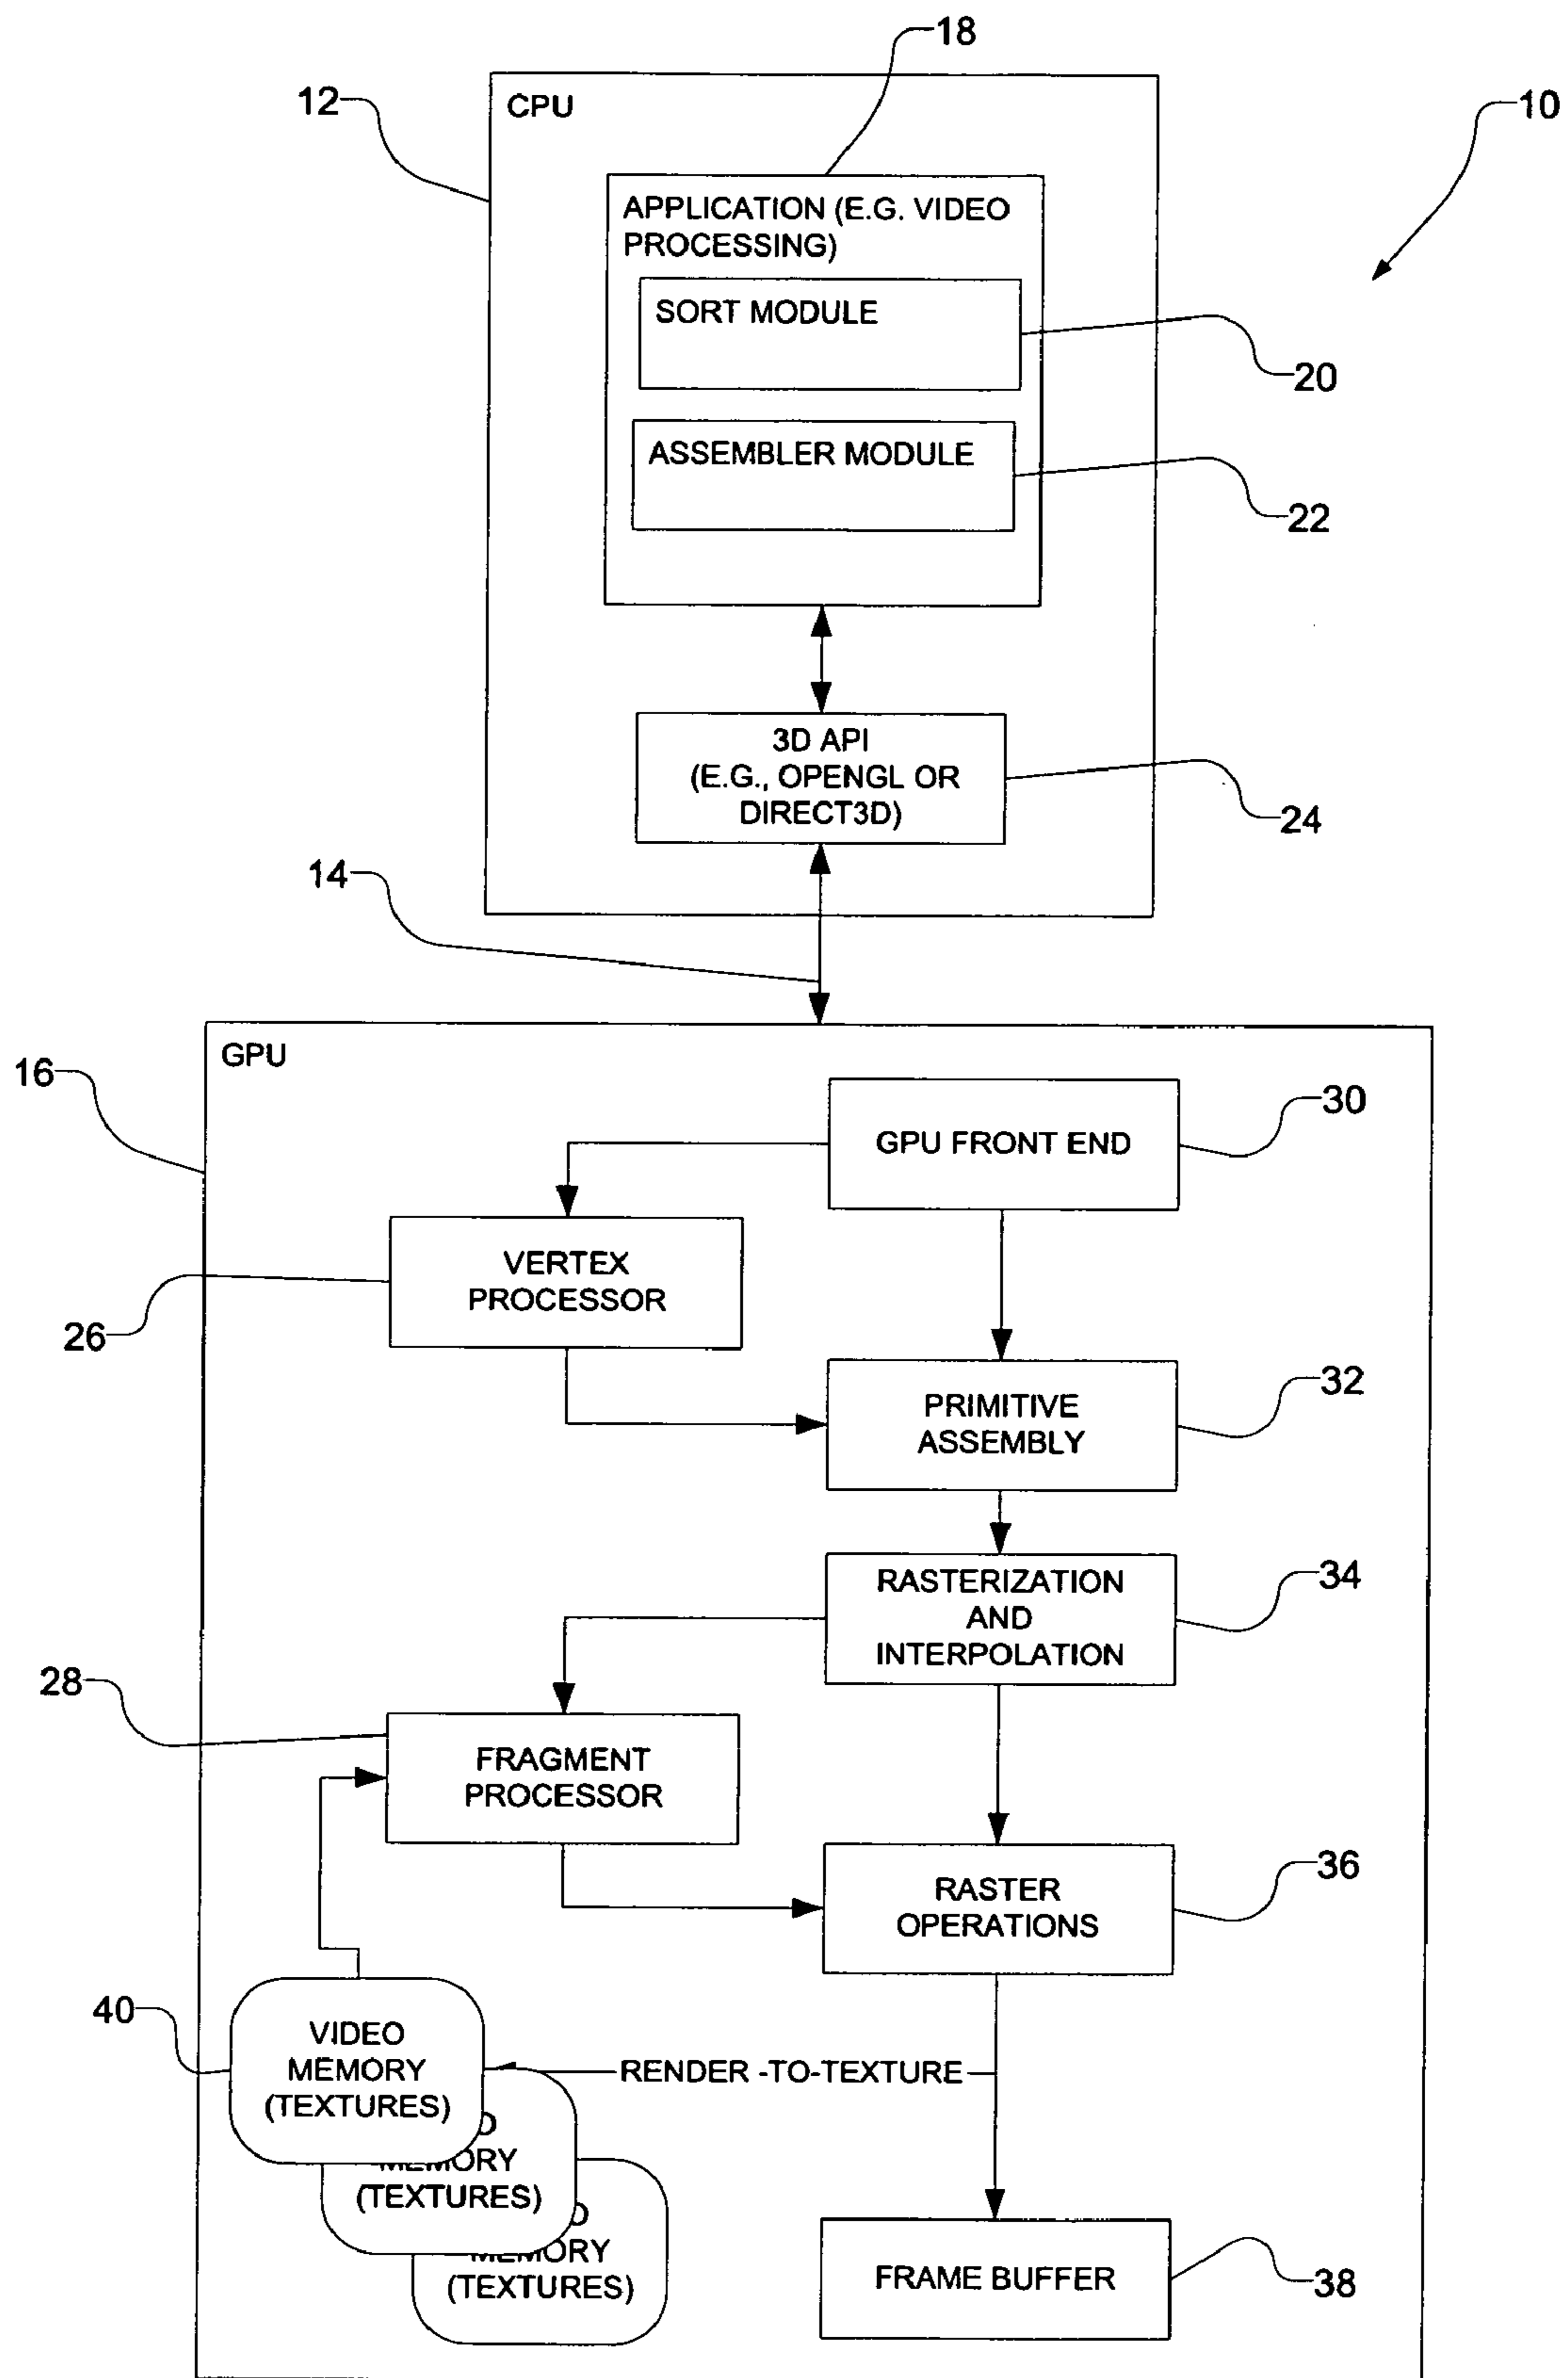 18
12
CPU
10
APPLICATION (E.G. VIDEO
PROCESSING)
SORT MODULE
20
ASSEMBLER MODULE
22
3D API
(E.G., OPENGL OR
DIRECT3D)
24
14
GPU
16
30
GPU FRONT END
VERTEX
PROCESSOR
26
32
PRIMITIVE
ASSEMBLY
RASTERIZATION
AND
INTERPOLATION
34
28
FRAGMENT
PROCESSOR
36
RASTER
OPERATIONS
40
VIDEO
MEMORY
(TEXTURES)
RENDER -TO-TEXTURE
MEMORY
(TEXTURES)
MEMORY
(TEXTURES)
FRAME BUFFER
38